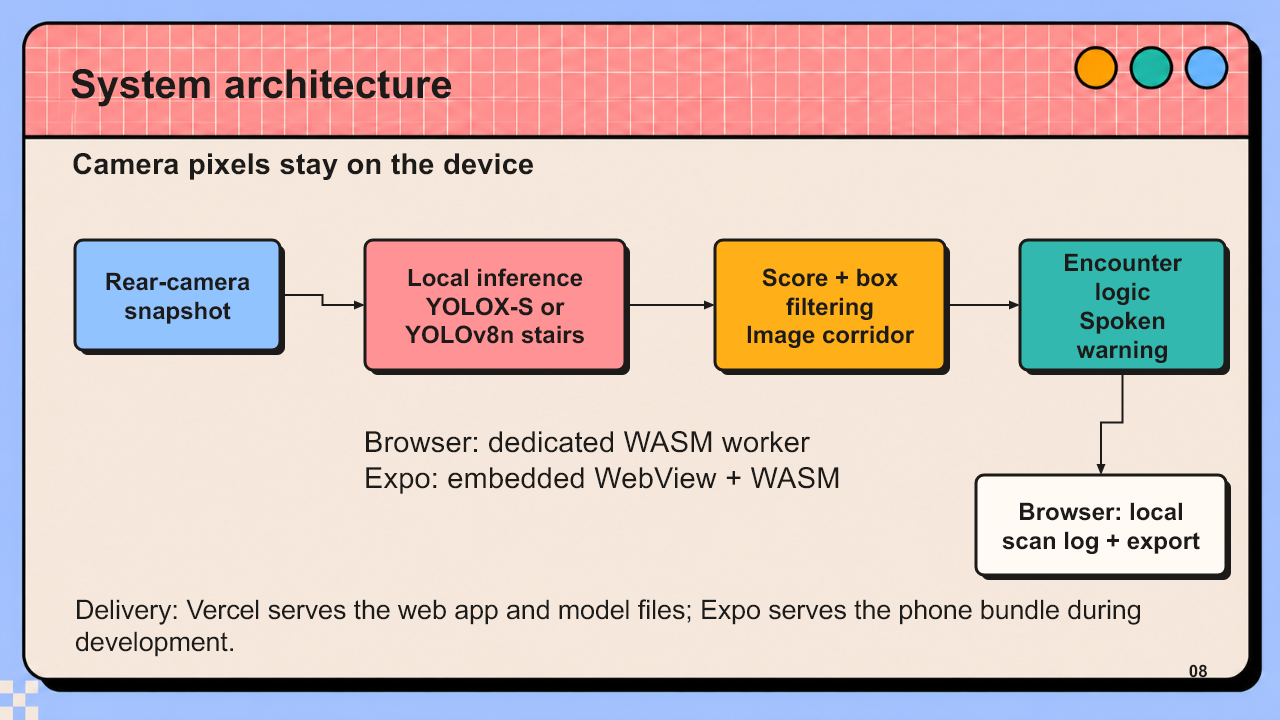 System architecture
Camera pixels stay on the device
Rear-camera
snapshot
Local inference
YOLOX-S or
YOLOv8n stairs
Score + box
filtering
Image corridor
Encounter
logic
Spoken
warning
Browser: dedicated WASM worker
Expo: embedded WebView + WASM
Browser: local
scan log + export
Delivery: Vercel serves the web app and model files; Expo serves the phone bundle during
development.
08